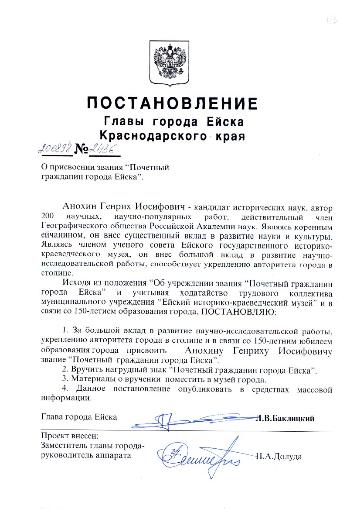 ПОСТАНОВЛЕНИЕ
Главы города Ейска
Краснодарского края
200898 № 2436
О присвоении звания "Почетный
гражданин города Ейска".
Анохин Генрих Иосифович - кандидат исторических наук, автор
200 научных, научно-популярных работ, действительный член
Географического общества Российской Академии наук. Являясь коренным
ейчанином, он внес существенный вклад в развитие науки и культуры.
Являясь членом ученого совета Ейского государственного историко-
краеведческого музея, он внес большой вклад в развитие научно-
исследовательской работы, способствует укреплению авторитета города в
столице.
Исходя из положения "Об учреждении звания "Почетный гражданин
города Ейска" и учитывая ходатайство трудового коллектива
муниципального учреждения "Ейский историко-краеведческий музей" и в
связи со 150-летием образования города, ПОСТАНОВЛЯЮ:
1. За большой вклад в развитие научно-исследовательской работы,
укреплению авторитета города в столице и в связи со 150-летним юбилеем
образования города присвоить Анохину Генриху Иосифовичу
звание "Почетный гражданин города Ейска".
2. Вручить нагрудный знак "Почетный гражданин города Ейска".
3. Материалы о вручении поместить в музей города.
4. Данное постановление опубликовать в средствах массовой
информации.
Глава города Ейска Л.В.Баклицкий
Проект внесен:
Заместитель главы города-
руководитель аппарата Н.А.Долуда